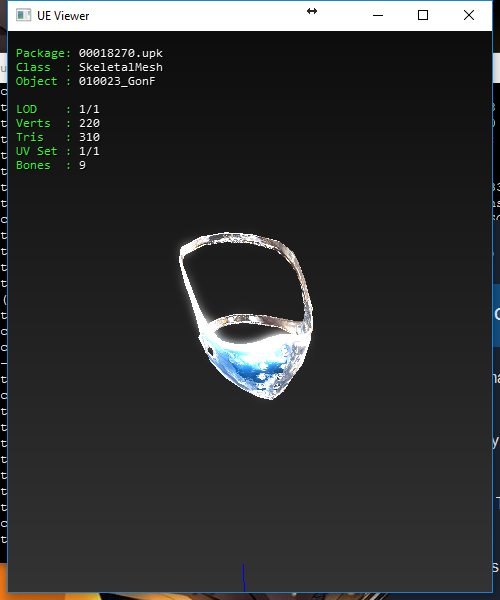 UE Viewer
Package: 00018270.upk
Class : SkeletalMesh
Object : 010023_GonF
LOD : 1/1
Verts : 220
Tris : 310
UV Set : 1/1
Bones : 9